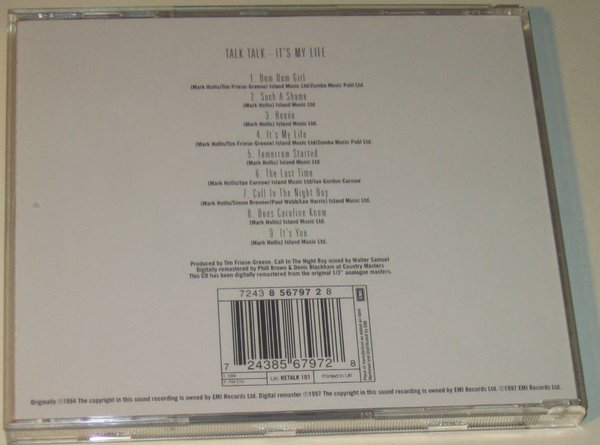 TALK TALK - IT'S MY LIFE
1. Dum Dum Girl
(Mark Hollis/Tim Friese-Greene) Island Music Ltd/Zomba Music Publ Ltd.
2. Such A Shame
(Mark Hollis) Island Music Ltd.
3. Renee
(Mark Hollis) Island Music Ltd.
4. It's My Life
(Mark Hollis/Tim Friese-Greene) Island Music Ltd/Zomba Music Publ Ltd.
5. Tomorrow Started
(Mark Hollis) Island Music Ltd
6. The Last Time
(Mark Hollis/Ian Curnow) Island Music Ltd/Ian Gordon Curnow
7. Call In The Night Boy
(Mark Hollis/Simon Brenner/Paul Webb/Lee Harris) Island Music Ltd.
8. Does Caroline Know
(Mark Hollis) Island Music Ltd.
9. It's You
(Mark Hollis) Island Music Ltd.
Produced by Tim Friese-Greene. Call In The Night Boy mixed by Walter Samuel
Digitally remastered by Phill Brown & Denis Blackham at Country Masters
This CD has been digitally remastered from the original 1/2" analogue masters.
7243 8 56797 2 8
7 24385 67972 8
EMI
UK: RETALK 101
Printed in UK
Originally ℗1984 The copyright in this sound recording is owned by EMI Records Ltd. Digital remaster ℗1997 The copyright in this sound recording is owned by EMI Records Ltd. ©1997 EMI Records Ltd.